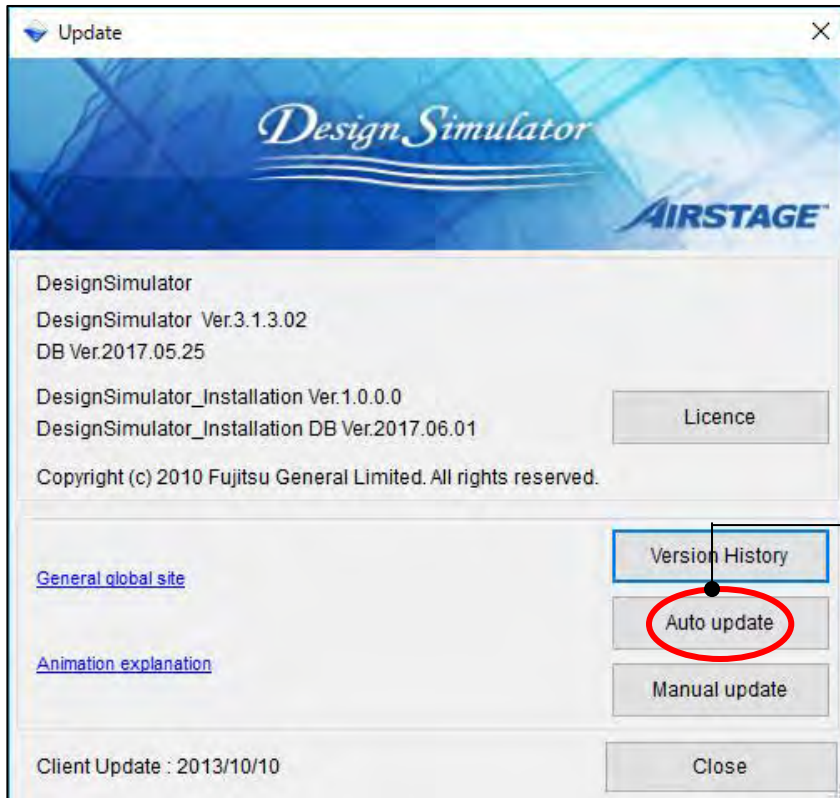 Update
Design Simulator
AIRSTAGE™
DesignSimulator
DesignSimulator Ver.3.1.3.02
DB Ver.2017.05.25
DesignSimulator_Installation Ver.1.0.0.0
DesignSimulator_Installation DB Ver.2017.06.01
Licence
Copyright (c) 2010 Fujitsu General Limited. All rights reserved.
Version History
General global site
Auto update
Animation explanation
Manual update
Client Update : 2013/10/10
Close